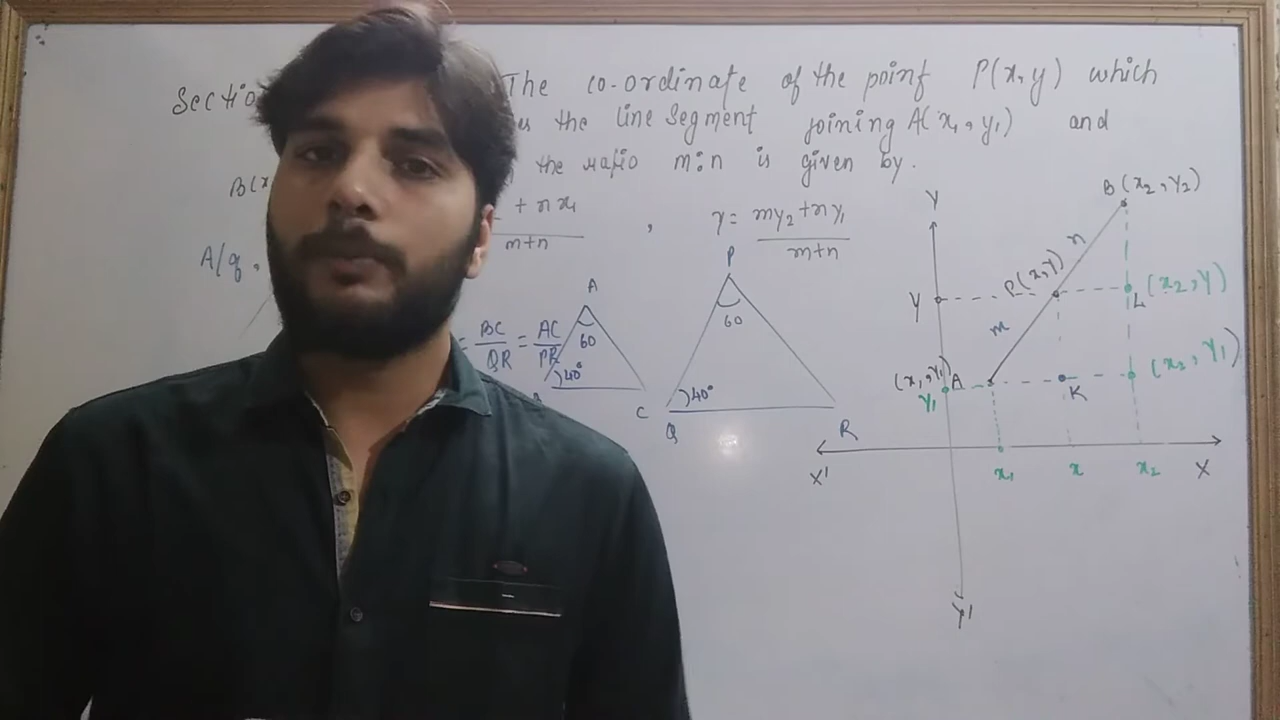 Sectio The co-ordinate of the point P(x,y) which
es the line Segment joining A(x₁,y₁) and
B(x the ratio m:n is given by.
+ nx₁ , y = my₂+ny₁
m+n m+n
A(q,
= BC = AC
QR PR
A
60
40°
C
P
60
40°
Q
R
Y
B(x₂,y₂)
n
P(x,y)
Y
L(x₂,y)
m
(x₁,y₁) A
y₁
K
(x₂,y₁)
X'
x₁ x x₂ X
Y'